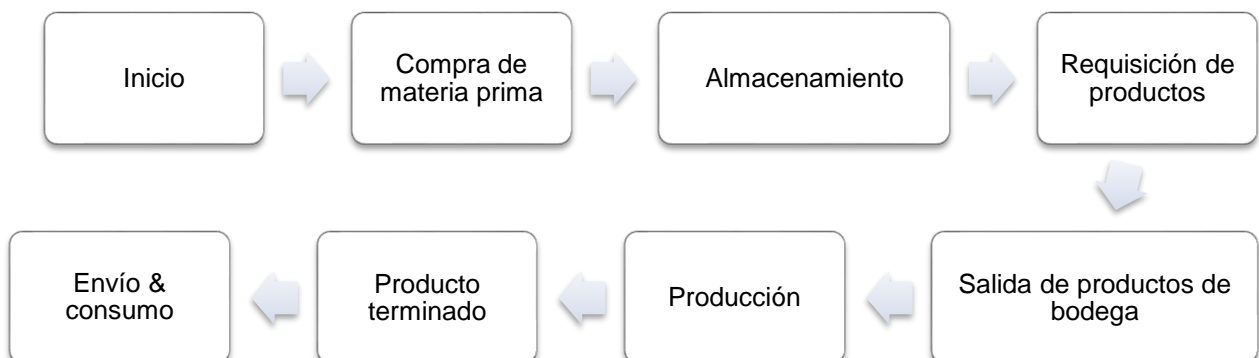 Inicio
Compra de
materia prima
Almacenamiento
Requisición de
productos
Salida de productos de
bodega
Producción
Producto
terminado
Envío &
consumo